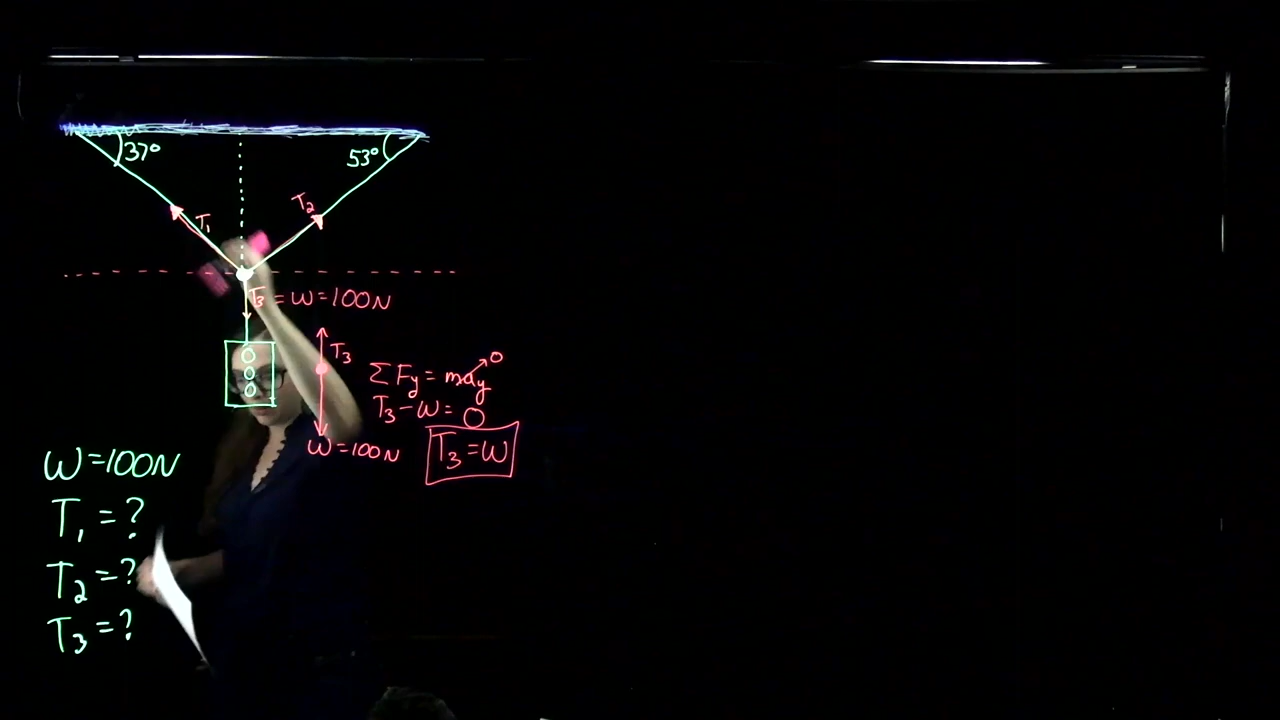 37°
53°
T₁
T₂
T₃ = W = 100N
T₃
ΣFy = may → 0
T₃ - W = 0
W = 100N
T₃ = W
W = 100N
T₁ = ?
T₂ = ?
T₃ = ?